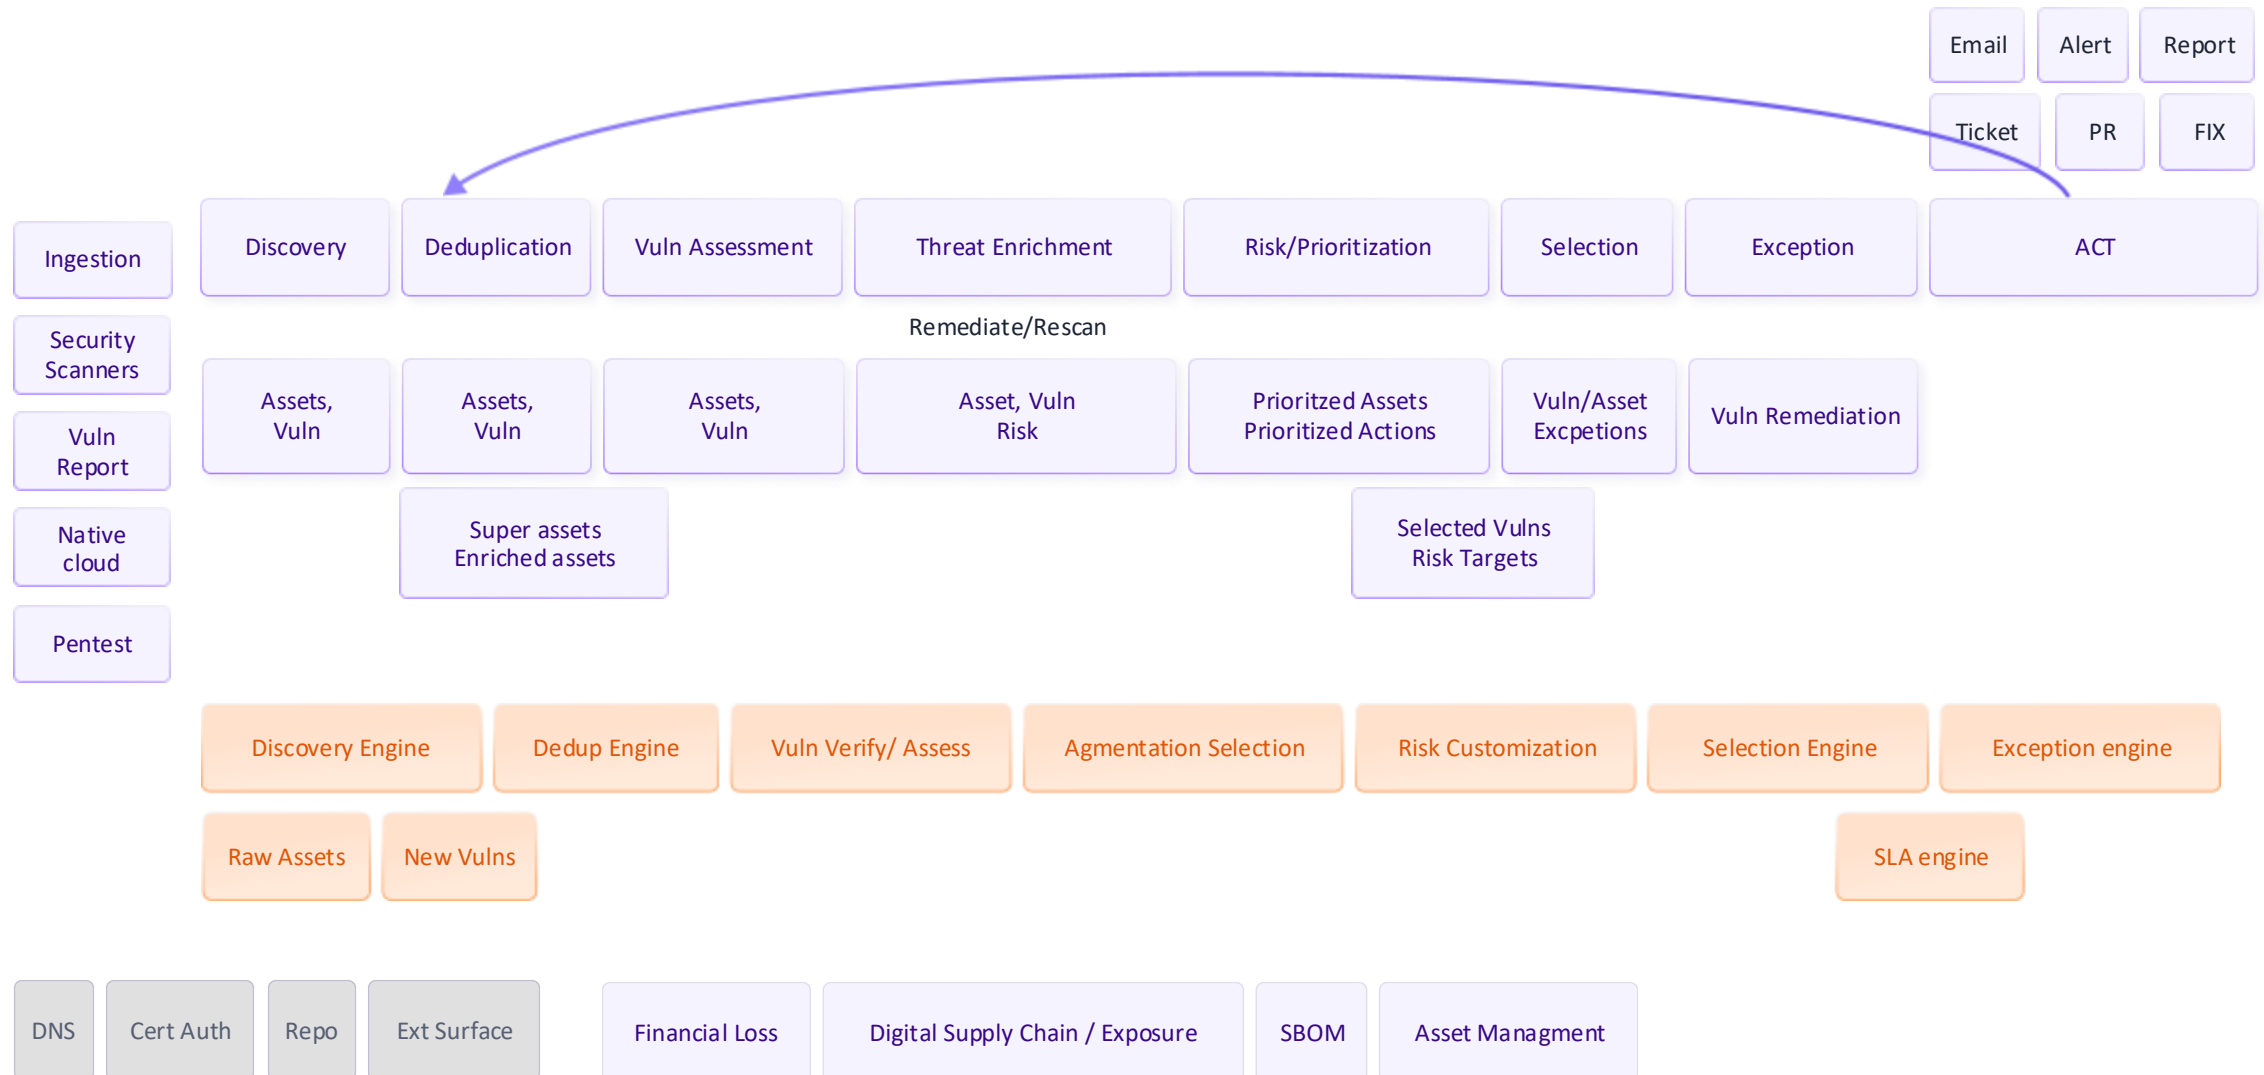 Email
Alert
Report
Ticket
PR
FIX
Ingestion
Discovery
Deduplication
Vuln Assessment
Threat Enrichment
Risk/Prioritization
Selection
Exception
ACT
Remediate/Rescan
Security
Scanners
Vuln
Report
Native
cloud
Pentest
Assets,
Vuln
Assets,
Vuln
Assets,
Vuln
Asset, Vuln
Risk
Prioritzed Assets
Prioritized Actions
Vuln/Asset
Excpetions
Vuln Remediation
Super assets
Enriched assets
Selected Vulns
Risk Targets
Discovery Engine
Dedup Engine
Vuln Verify/ Assess
Agmentation Selection
Risk Customization
Selection Engine
Exception engine
Raw Assets
New Vulns
SLA engine
DNS
Cert Auth
Repo
Ext Surface
Financial Loss
Digital Supply Chain / Exposure
SBOM
Asset Managment